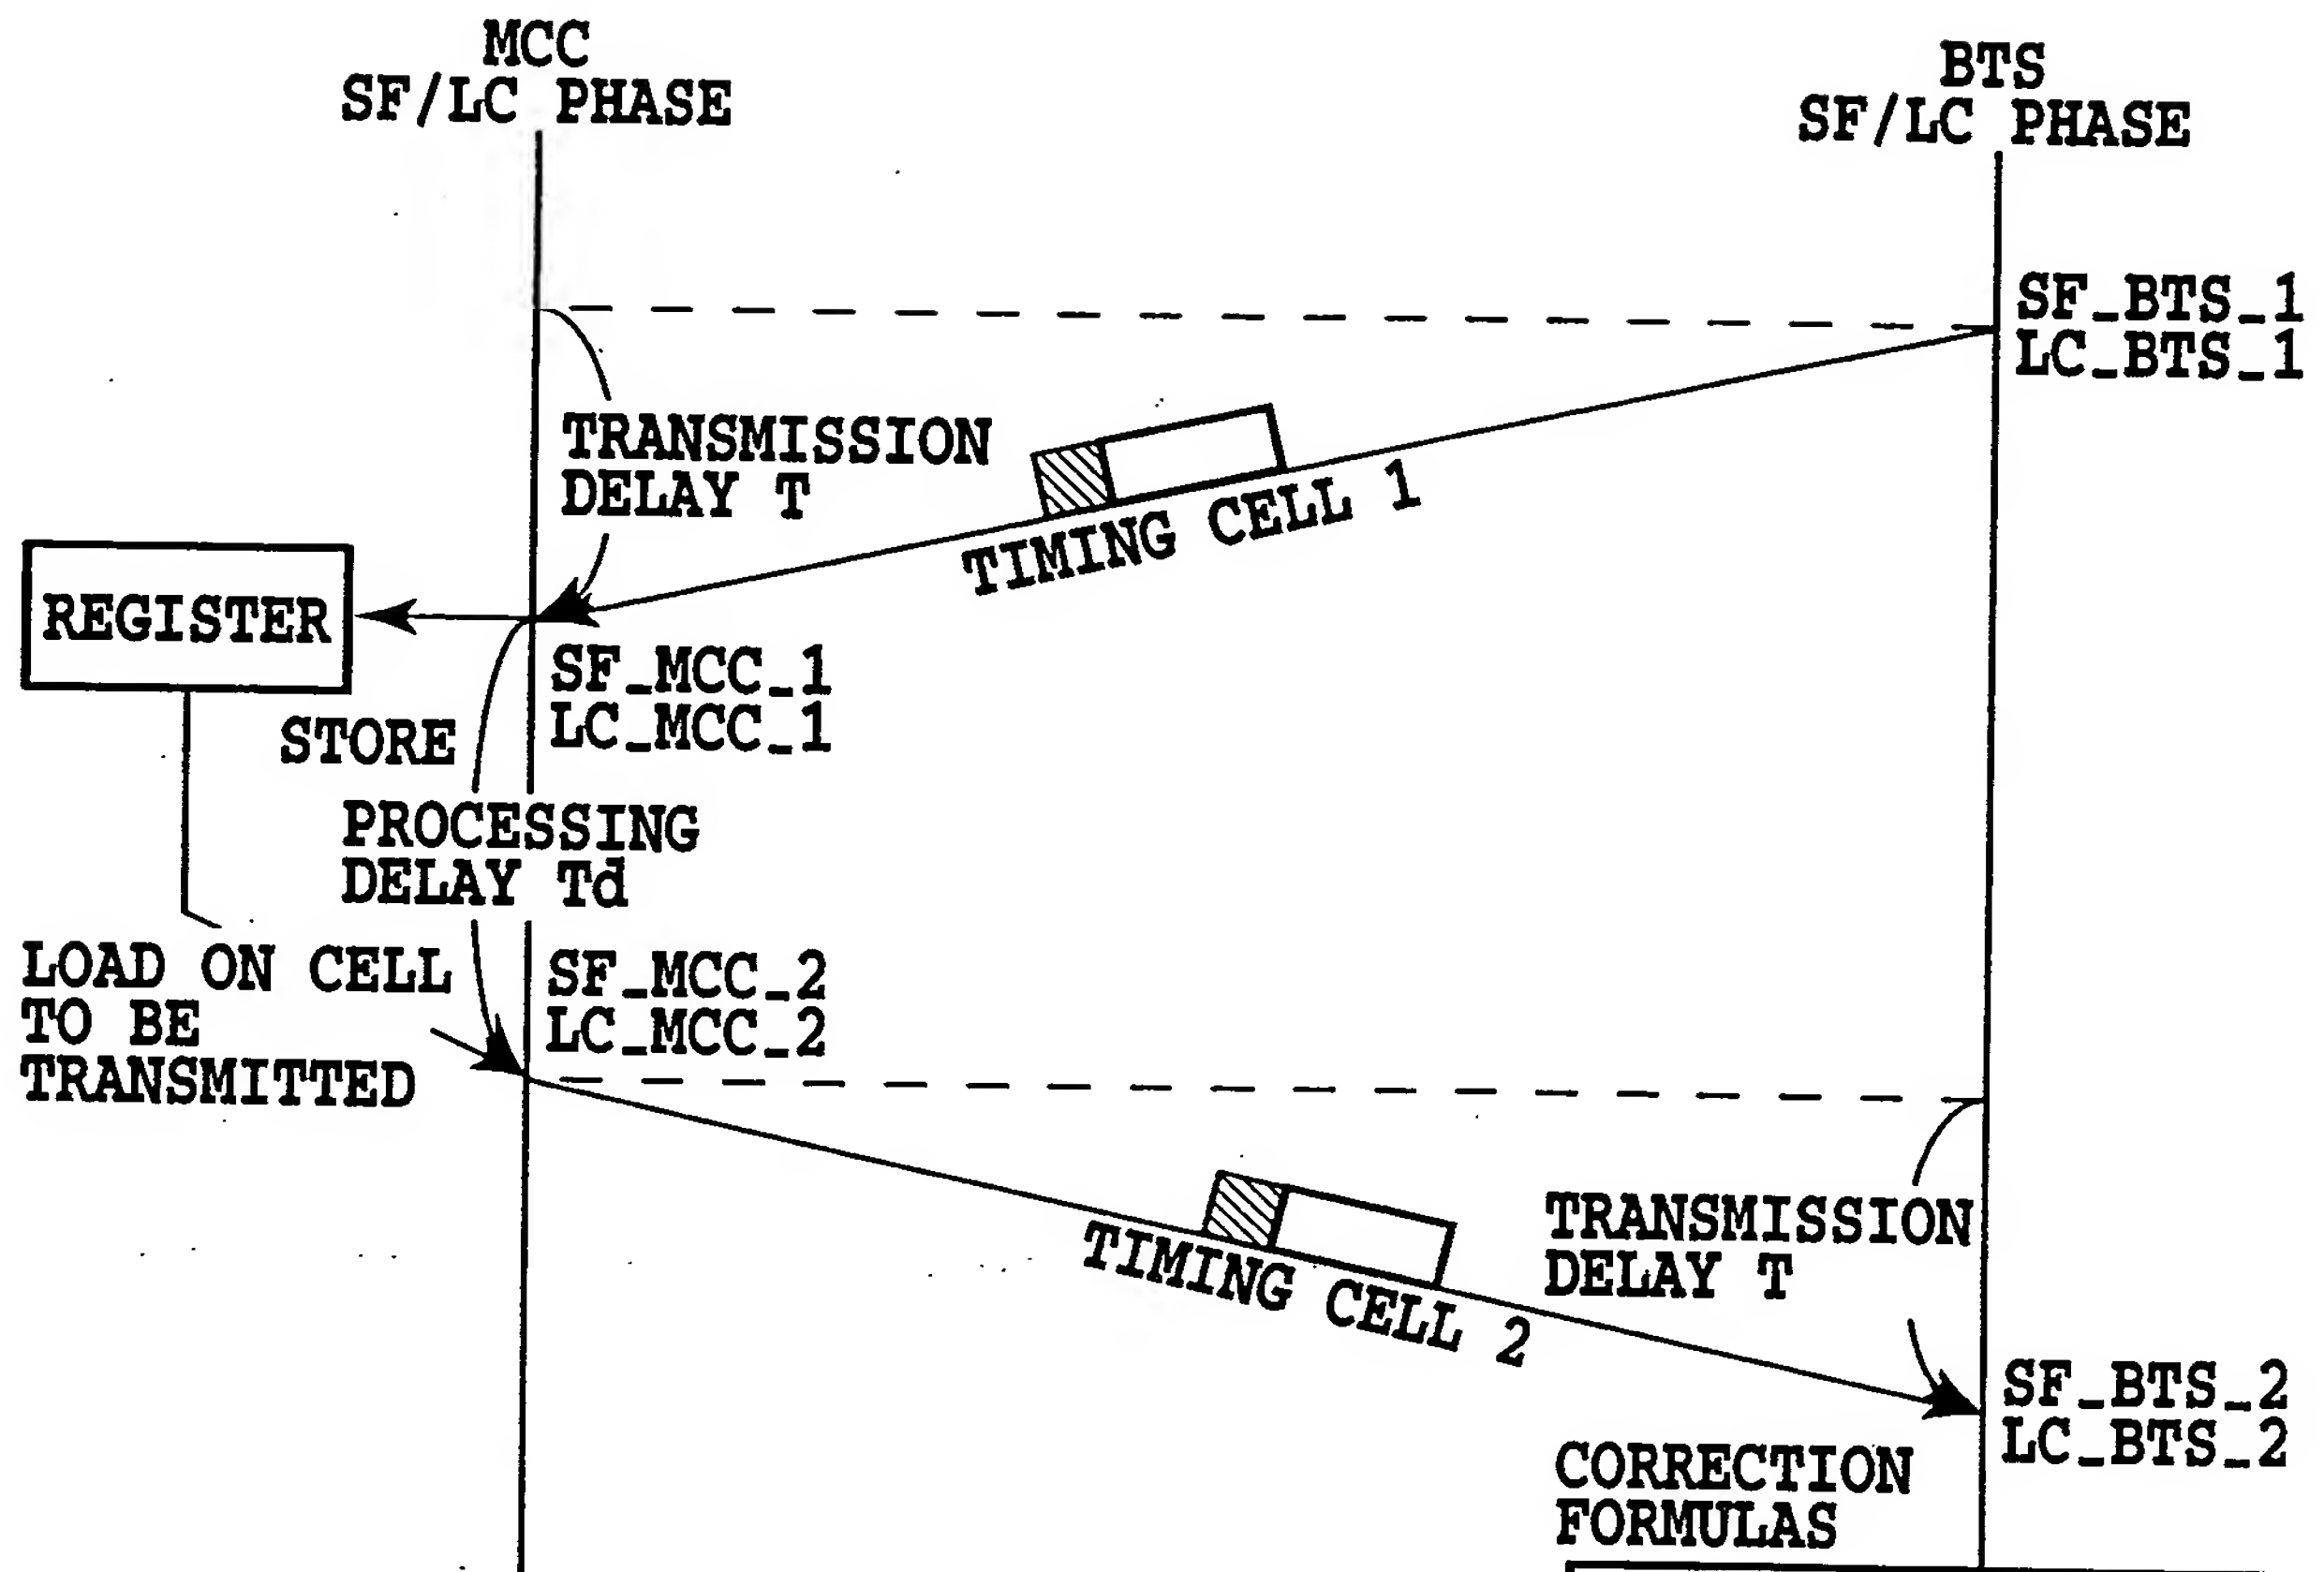 MCC
SF/LC PHASE
BTS
SF/LC PHASE
SF_BTS_1
LC_BTS_1
TRANSMISSION
DELAY T
TIMING CELL 1
REGISTER
SF_MCC_1
LC_MCC_1
STORE
PROCESSING
DELAY Td
LOAD ON CELL
TO BE
TRANSMITTED
SF_MCC_2
LC_MCC_2
TIMING CELL 2
TRANSMISSION
DELAY T
SF_BTS_2
LC_BTS_2
CORRECTION
FORMULAS